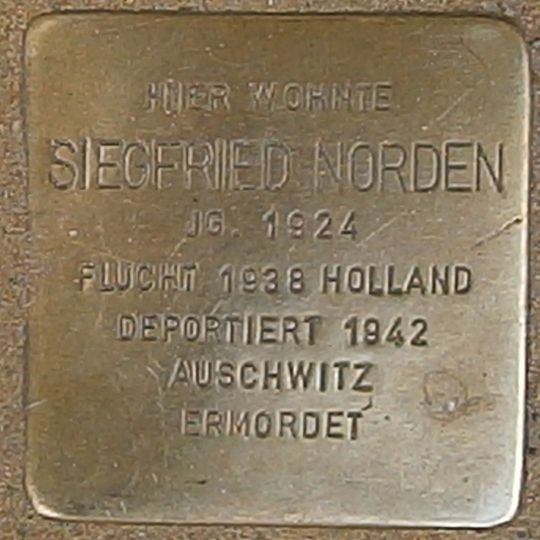 HIER WOHNTE
SIEGFRIED NORDEN
JG. 1924
FLUCHT 1938 HOLLAND
DEPORTIERT 1942
AUSCHWITZ
ERMORDET